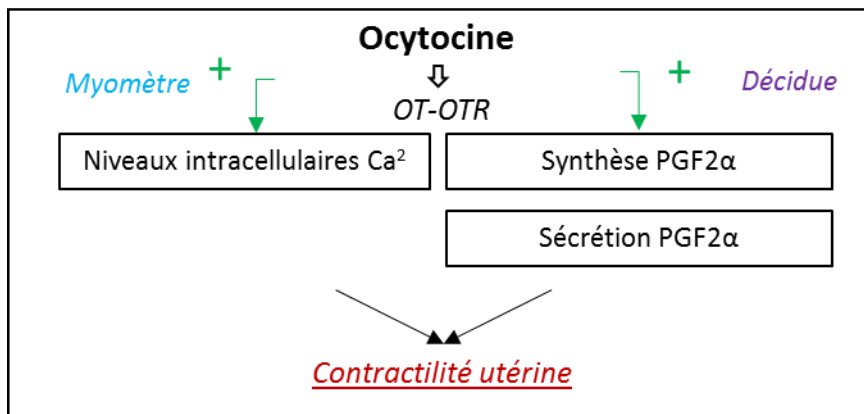 Ocytocine
Myomètre + + Décidue
OT-OTR
Niveaux intracellulaires Ca²
Synthèse PGF2α
Sécrétion PGF2α
Contractilité utérine